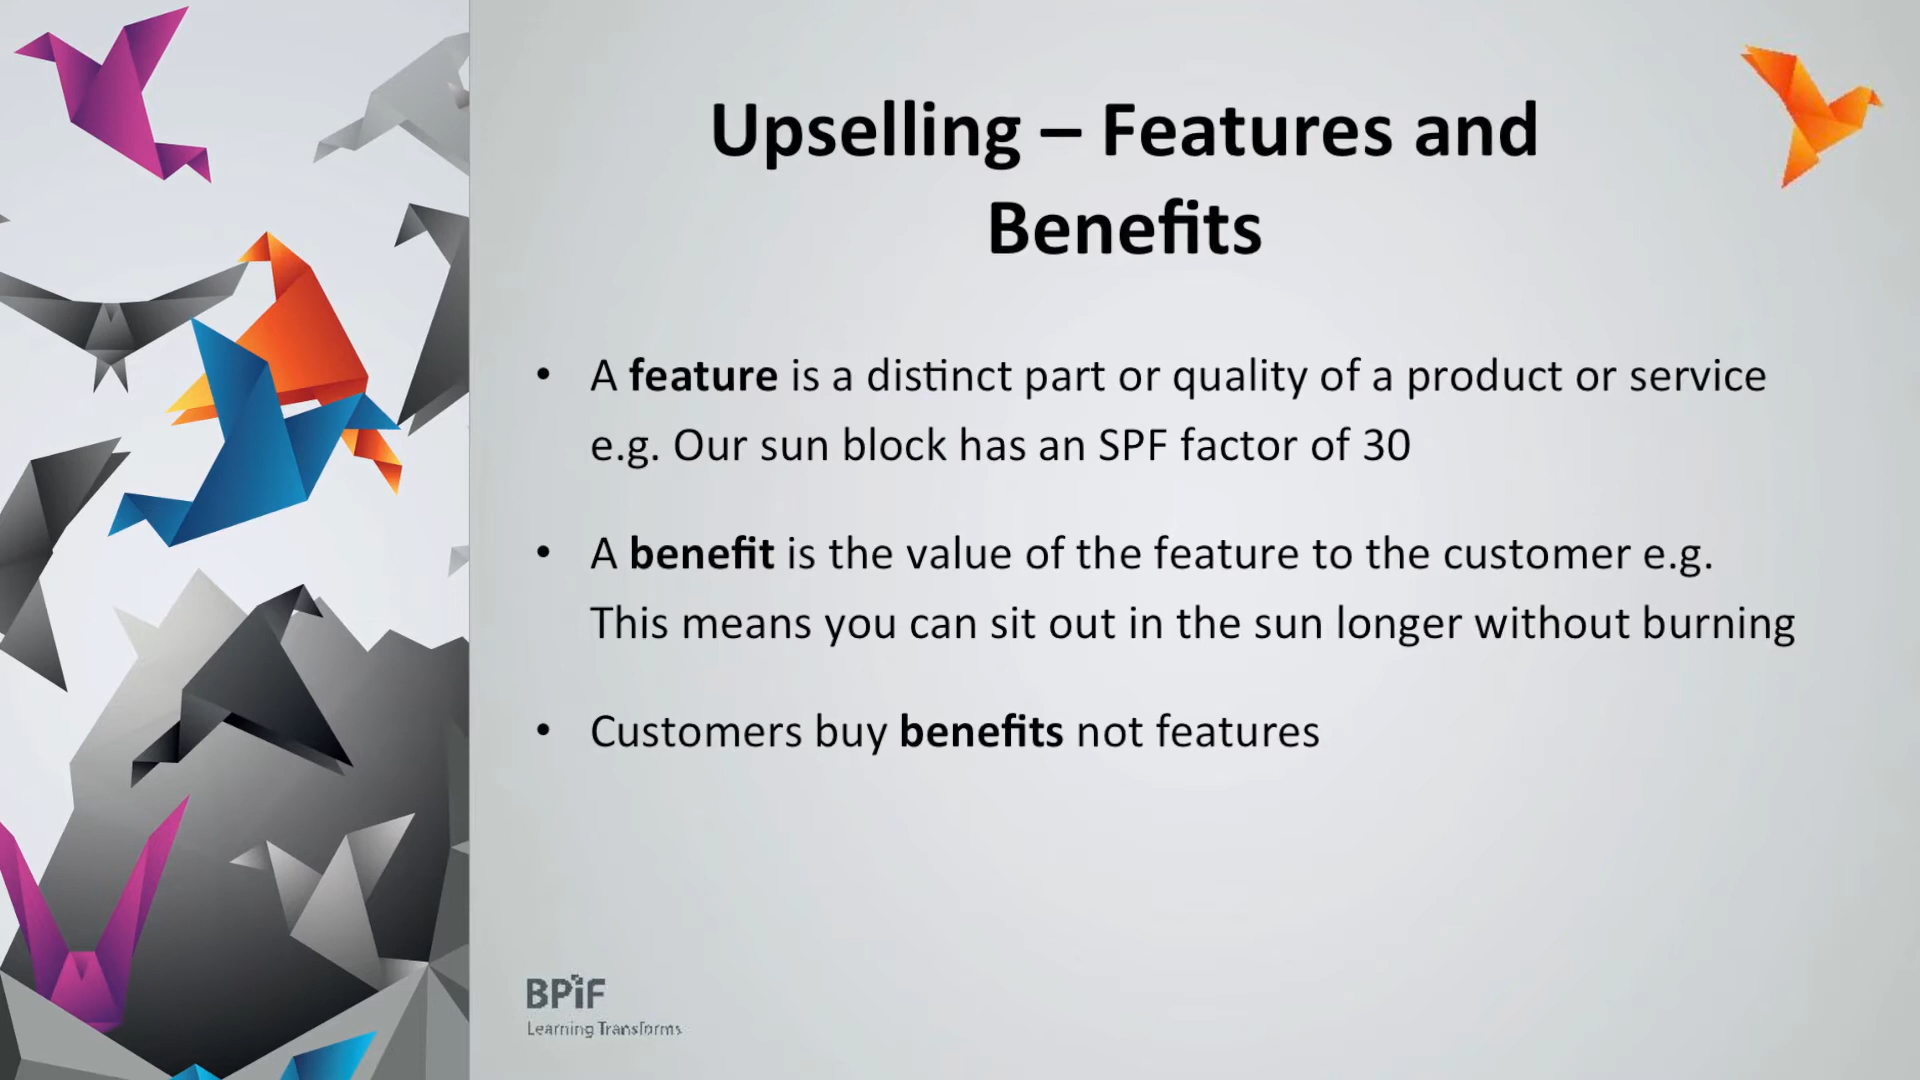 Upselling – Features and
Benefits
• A feature is a distinct part or quality of a product or service
e.g. Our sun block has an SPF factor of 30
• A benefit is the value of the feature to the customer e.g.
This means you can sit out in the sun longer without burning
• Customers buy benefits not features
BPiF
Learning Transforms